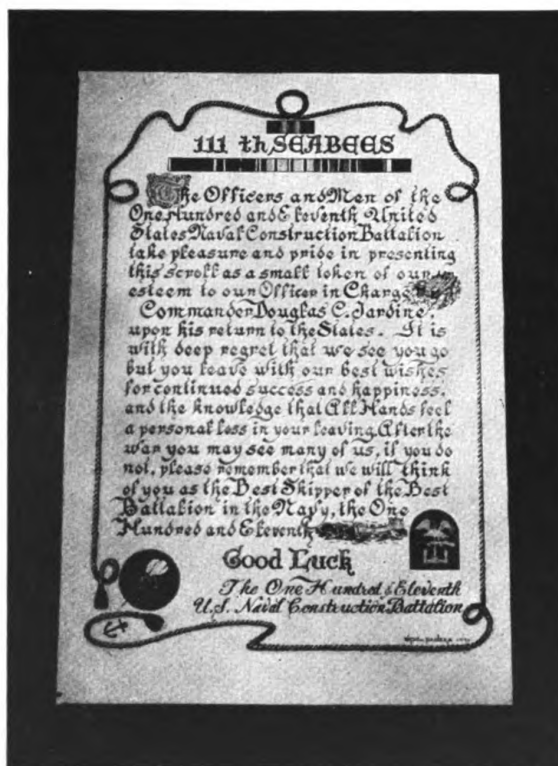 111th SEABEES
The Officers and Men of the
One Hundred and Eleventh United
States Naval Construction Battalion
take pleasure and pride in presenting
this scroll as a small token of our
esteem to our Officer in Charge
Commander Douglas C. Jardine,
upon his return to the States. It is
with deep regret that we see you go
but you leave with our best wishes
for continued success and happiness,
and the knowledge that All Hands feel
a personal loss in your leaving. After the
war you may see many of us, if you do
not, please remember that we will think
of you as the Best Skipper of the Best
Battalion in the Navy, the One
Hundred and Eleventh
Good Luck
The One Hundred & Eleventh
U.S. Naval Construction Battalion